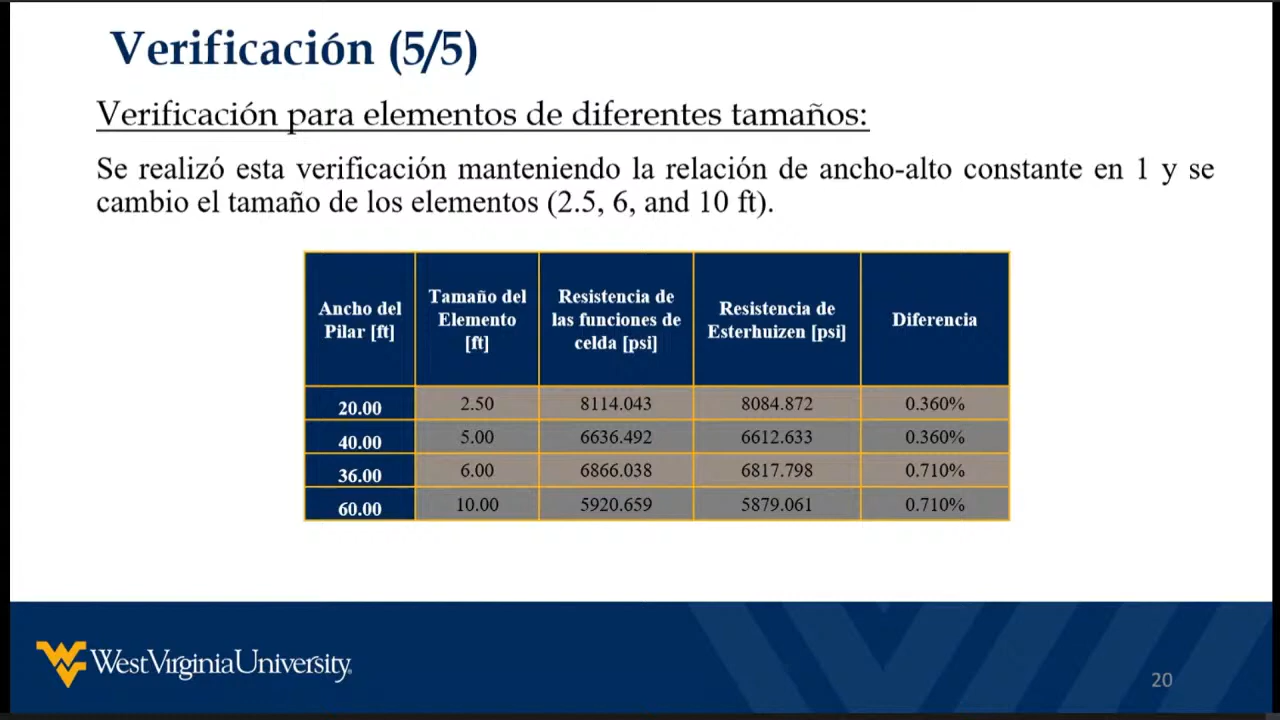 Verificación (5/5)
Verificación para elementos de diferentes tamaños:
Se realizó esta verificación manteniendo la relación de ancho-alto constante en 1 y se
cambio el tamaño de los elementos (2.5, 6, and 10 ft).
Ancho del Pilar [ft] Tamaño del Elemento [ft] Resistencia de las funciones de celda [psi] Resistencia de Esterhuizen [psi] Diferencia
20.00 2.50 8114.043 8084.872 0.360%
40.00 5.00 6636.492 6612.633 0.360%
36.00 6.00 6866.038 6817.798 0.710%
60.00 10.00 5920.659 5879.061 0.710%
WestVirginiaUniversity.
20